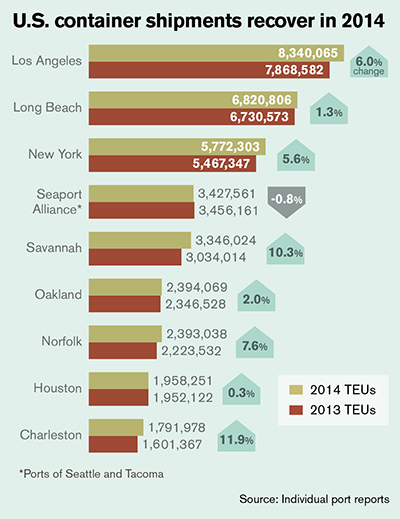 U.S. container shipments recover in 2014
Los Angeles 8,340,065 6.0%
7,868,582 change
Long Beach 6,820,806 1.3%
6,730,573
New York 5,772,303 5.6%
5,467,347
Seaport 3,427,561 -0.8%
Alliance* 3,456,161
Savannah 3,346,024 10.3%
3,034,014
Oakland 2,394,069 2.0%
2,346,528
Norfolk 2,393,038 7.6%
2,223,532
Houston 1,958,251 0.3%
1,952,122
Charleston 1,791,978 11.9%
1,601,367
2014 TEUs
2013 TEUs
*Ports of Seattle and Tacoma
Source: Individual port reports